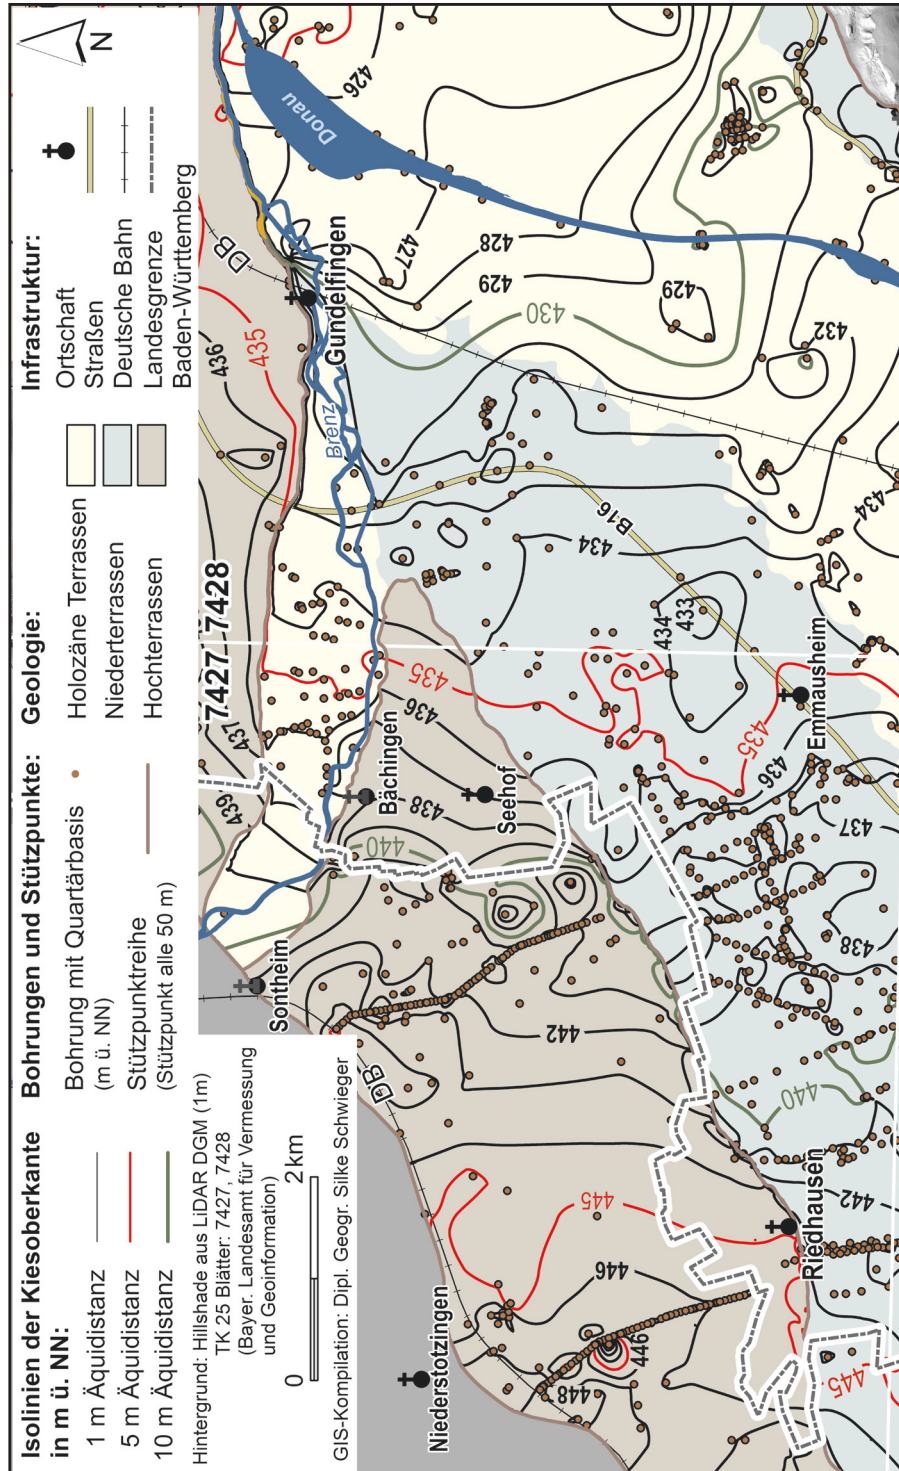 Isolinien der Kiesoberkante
in m ü. NN:
1 m Äquidistanz
5 m Äquidistanz
10 m Äquidistanz
Bohrungen und Stützpunkte:
Bohrung mit Quartärbasis
(m ü. NN)
Stützpunktreihe
(Stützpunkt alle 50 m)
Geologie:
Holozäne Terrassen
Niederterrassen
Hochterrassen
Infrastruktur:
Ortschaft
Straßen
Deutsche Bahn
Landesgrenze
Baden-Württemberg
N
Hintergrund: Hillshade aus LiDAR DGM (1m)
TK 25 Blätter: 7427, 7428
(Bayer. Landesamt für Vermessung
und Geoinformation)
0 2 km
GIS-Kompilation: Dipl. Geogr. Silke Schwieger
7427 7428
439
437
436
435
DB
426
Donau
Sontheim
Gundelfingen
Brenz
427
428
429
430
429
432
DB
440
Bächingen
438
436
435
Seehof
B16
434
434
433
434
Niederstotzingen
442
445
446
446
448
435
Emmausheim
436
437
438
440
442
Riedhausen
445